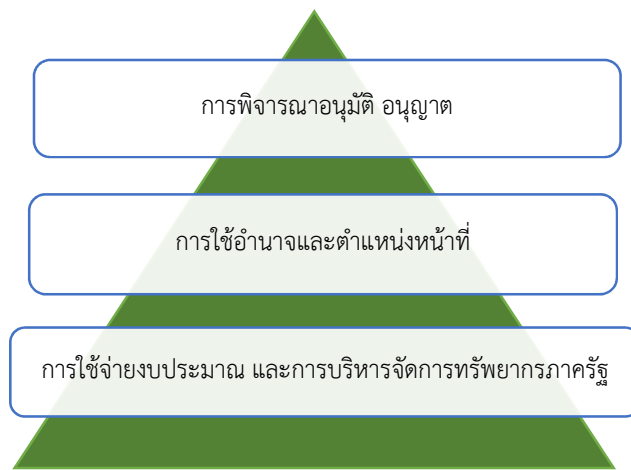 การพิจารณาอนุมัติ อนุญาต
การใช้อำนาจและตำแหน่งหน้าที่
การใช้จ่ายงบประมาณ และการบริหารจัดการทรัพยากรภาครัฐ